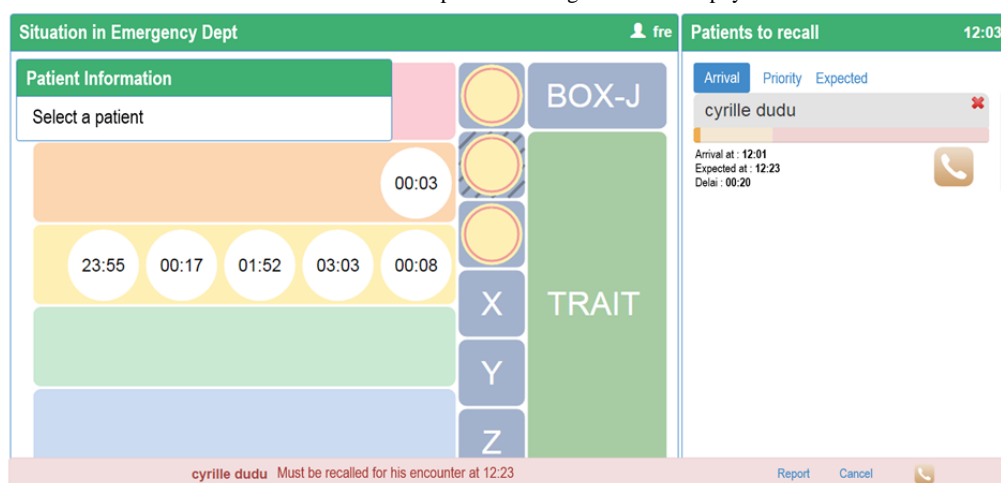 Situation in Emergency Dept
fre
Patient Information
Select a patient
BOX-J
00:03
23:55 00:17 01:52 03:03 00:08
X
TRAIT
Y
Z
Patients to recall
12:03
Arrival Priority Expected
cyrille dudu
Arrival at : 12:01
Expected at : 12:23
Delai : 00:20
cyrille dudu Must be recalled for his encounter at 12:23
Report Cancel